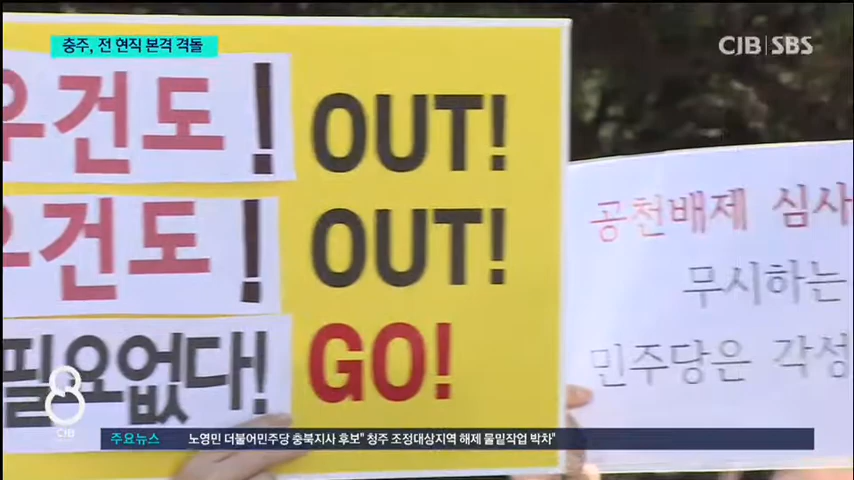 충주, 전 현직 본격 격돌
CJB SBS
우건도! OUT!
우건도! OUT!
필요없다! GO!
공천배제 심사
무시하는
민주당은 각성
8
CJB
주요뉴스 노영민 더불어민주당 충북지사 후보" 청주 조정대상지역 해제 물밑작업 박차"